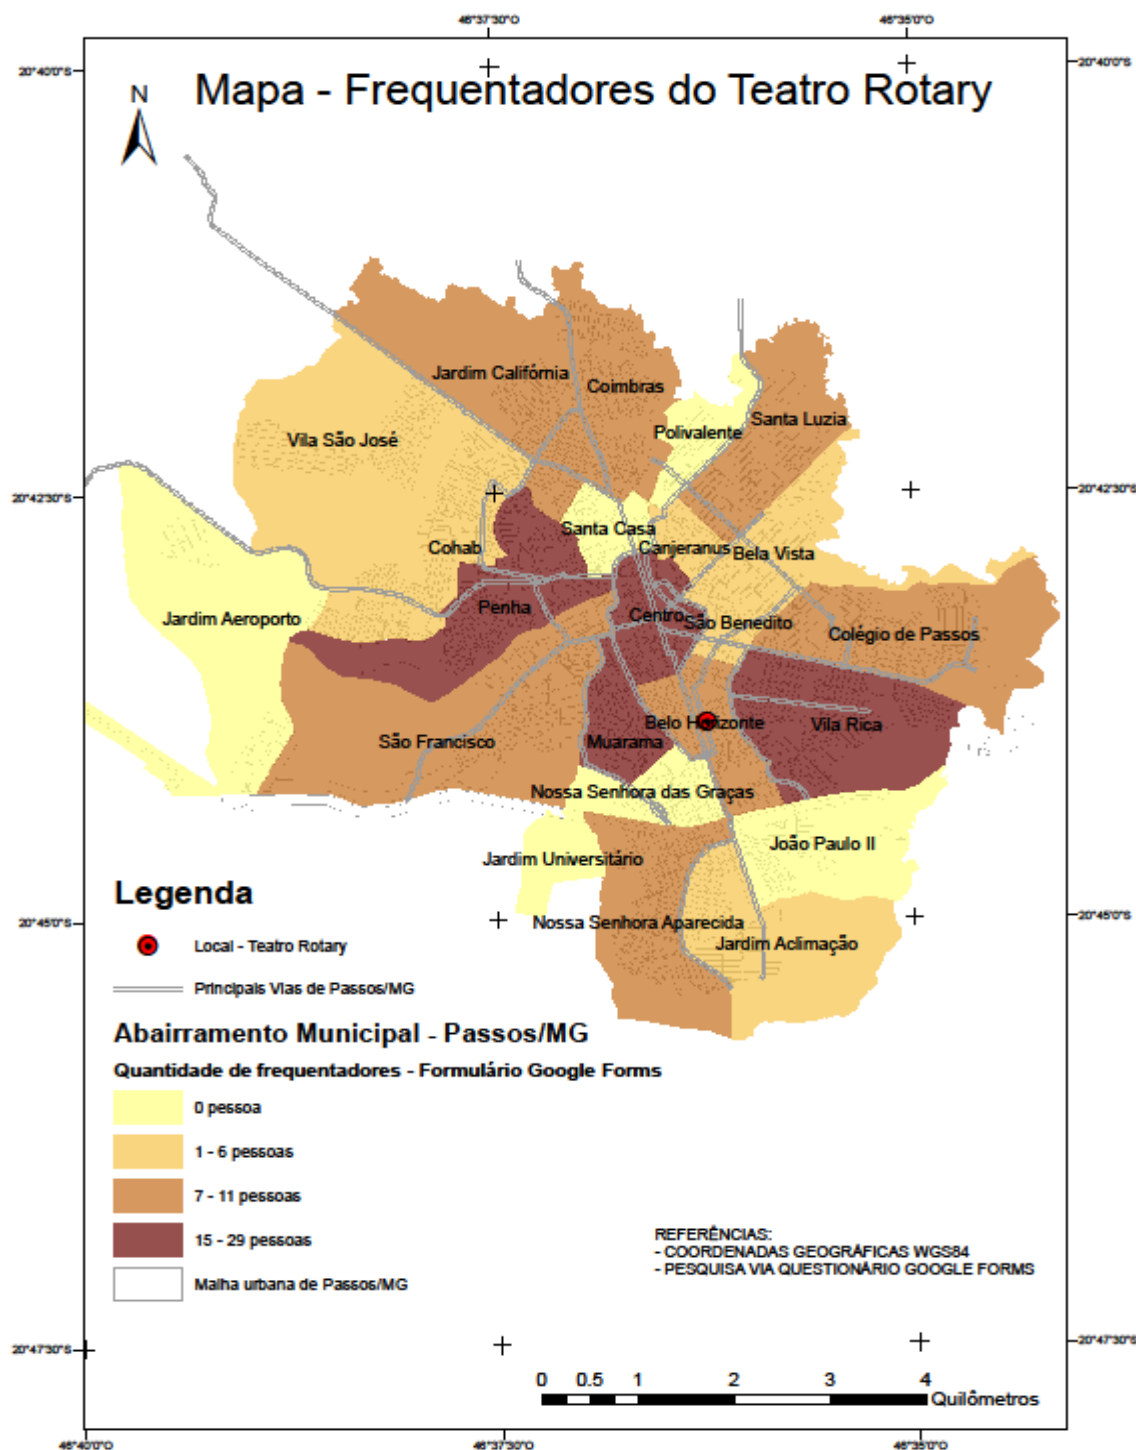 46°37'30"O
46°35'0"O
20°40'0"S
20°40'0"S
Mapa - Frequentadores do Teatro Rotary
N
Jardim Califórnia
Coimbras
Santa Luzia
Polivalente
Vila São José
20°42'30"S
20°42'30"S
Santa Casa
Cohab
Canjeranus
Bela Vista
Penha
Centro
São Benedito
Jardim Aeroporto
Colégio de Passos
Belo Horizonte
Vila Rica
São Francisco
Muarama
Nossa Senhora das Graças
João Paulo II
Jardim Universitário
Legenda
20°45'0"S
20°45'0"S
Nossa Senhora Aparecida
Jardim Aclimação
Local - Teatro Rotary
Principais Vias de Passos/MG
Abairramento Municipal - Passos/MG
Quantidade de frequentadores - Formulário Google Forms
0 pessoa
1 - 6 pessoas
7 - 11 pessoas
15 - 29 pessoas
Malha urbana de Passos/MG
REFERÊNCIAS:
- COORDENADAS GEOGRÁFICAS WGS84
- PESQUISA VIA QUESTIONÁRIO GOOGLE FORMS
20°47'30"S
20°47'30"S
0 0.5 1 2 3 4
Quilômetros
46°40'0"O
46°37'30"O
46°35'0"O